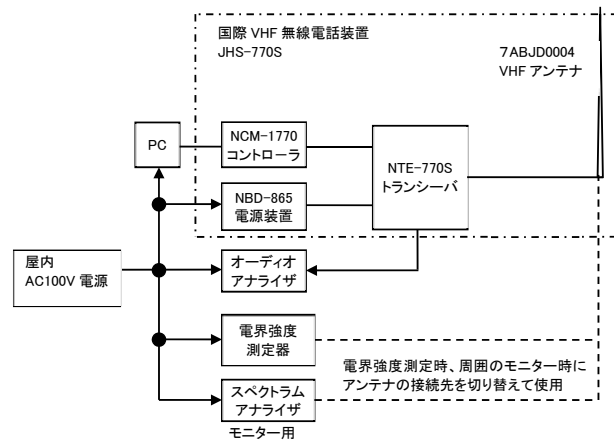 国際 VHF 無線電話装置
JHS-770S
7ABJD0004
VHF アンテナ
PC
NCM-1770
コントローラ
NTE-770S
トランシーバ
NBD-865
電源装置
屋内
AC100V 電源
オーディオ
アナライザ
電界強度
測定器
電界強度測定時、周囲のモニター時に
アンテナの接続先を切り替えて使用
スペクトラム
アナライザ
モニター用